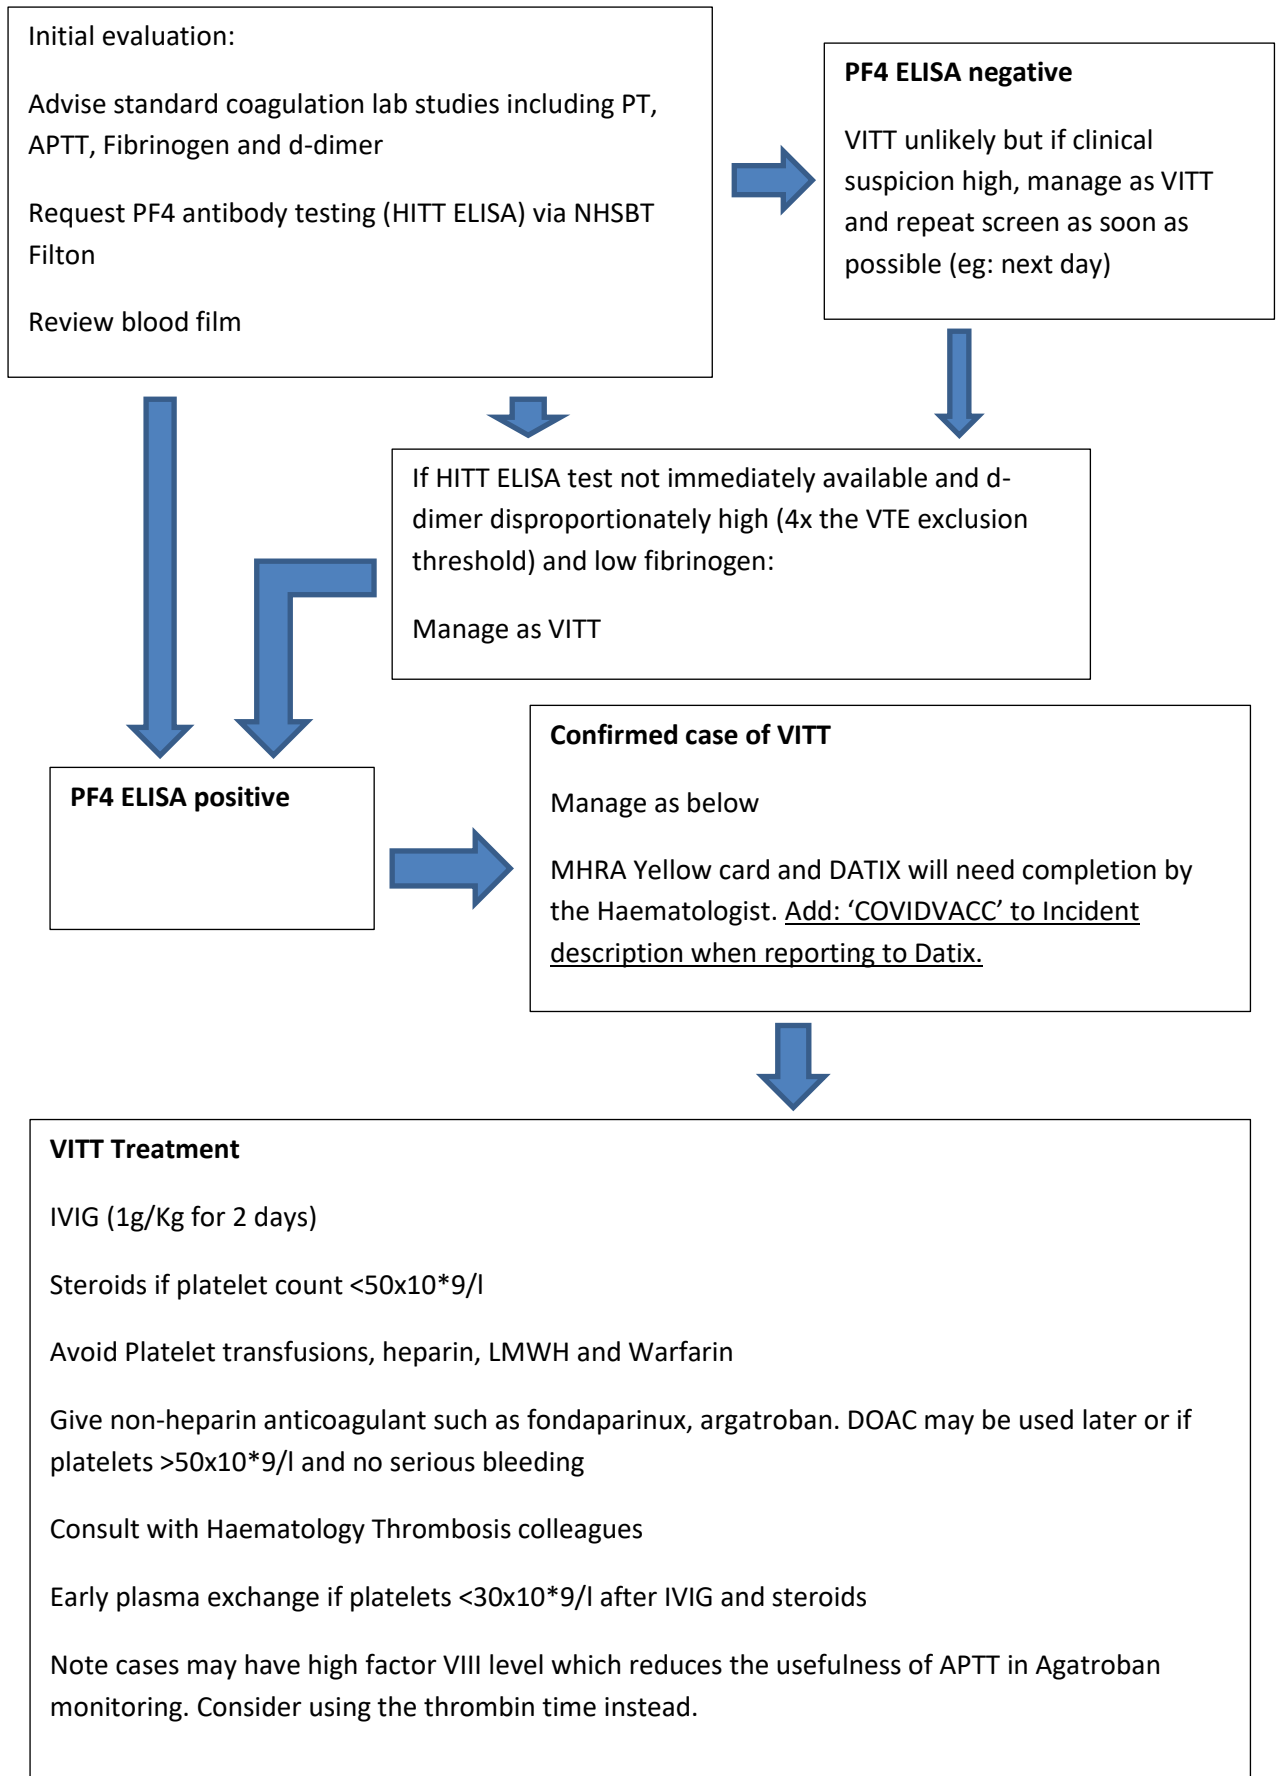 Initial evaluation:
Advise standard coagulation lab studies including PT,
APTT, Fibrinogen and d-dimer
Request PF4 antibody testing (HITT ELISA) via NHSBT
Filton
Review blood film
PF4 ELISA negative
VITT unlikely but if clinical
suspicion high, manage as VITT
and repeat screen as soon as
possible (eg: next day)
If HITT ELISA test not immediately available and d-
dimer disproportionately high (4x the VTE exclusion
threshold) and low fibrinogen:
Manage as VITT
PF4 ELISA positive
Confirmed case of VITT
Manage as below
MHRA Yellow card and DATIX will need completion by
the Haematologist. Add: ‘COVIDVACC’ to Incident
description when reporting to Datix.
VITT Treatment
IVIG (1g/Kg for 2 days)
Steroids if platelet count <50x10*9/l
Avoid Platelet transfusions, heparin, LMWH and Warfarin
Give non-heparin anticoagulant such as fondaparinux, argatroban. DOAC may be used later or if
platelets >50x10*9/l and no serious bleeding
Consult with Haematology Thrombosis colleagues
Early plasma exchange if platelets <30x10*9/l after IVIG and steroids
Note cases may have high factor VIII level which reduces the usefulness of APTT in Agatroban
monitoring. Consider using the thrombin time instead.